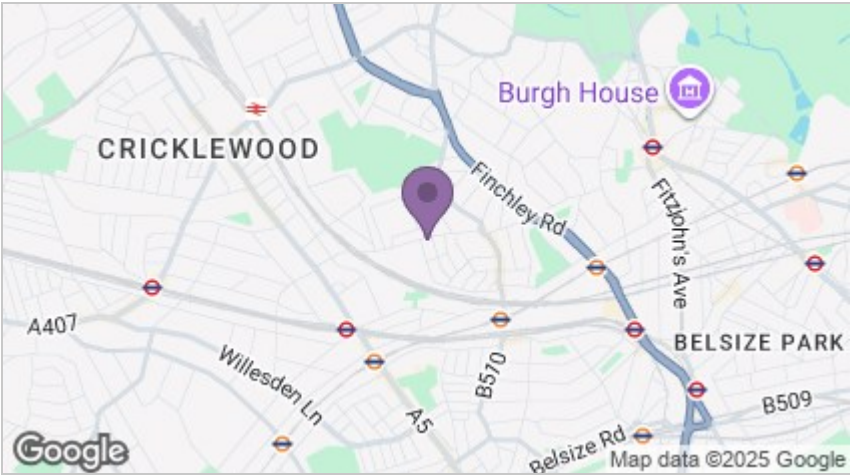 Burgh House
CRICKLEWOOD
Finchley Rd
Fitzjohn's Ave
A407
Willesden Ln
B570
BELSIZE PARK
A5
B509
Belsize Rd
Google
Map data ©2025 Google